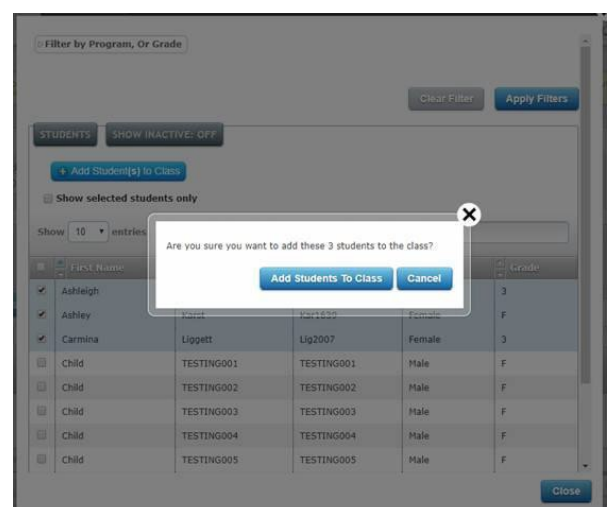 Filter by Program, Or Grade
Clear Filter Apply Filters
STUDENTS SHOW INACTIVE: OFF
+ Add Student(s) to Class
Show selected students only
Show 10 entries
Are you sure you want to add these 3 students to the class?
Add Students To Class Cancel
First Name Grade
Ashleigh 3
Ashley Karst Kar1639 Female F
Carmina Liggett Lig2007 Female 3
Child TESTING001 TESTING001 Male F
Child TESTING002 TESTING002 Male F
Child TESTING003 TESTING003 Male F
Child TESTING004 TESTING004 Male F
Child TESTING005 TESTING005 Male F
Close